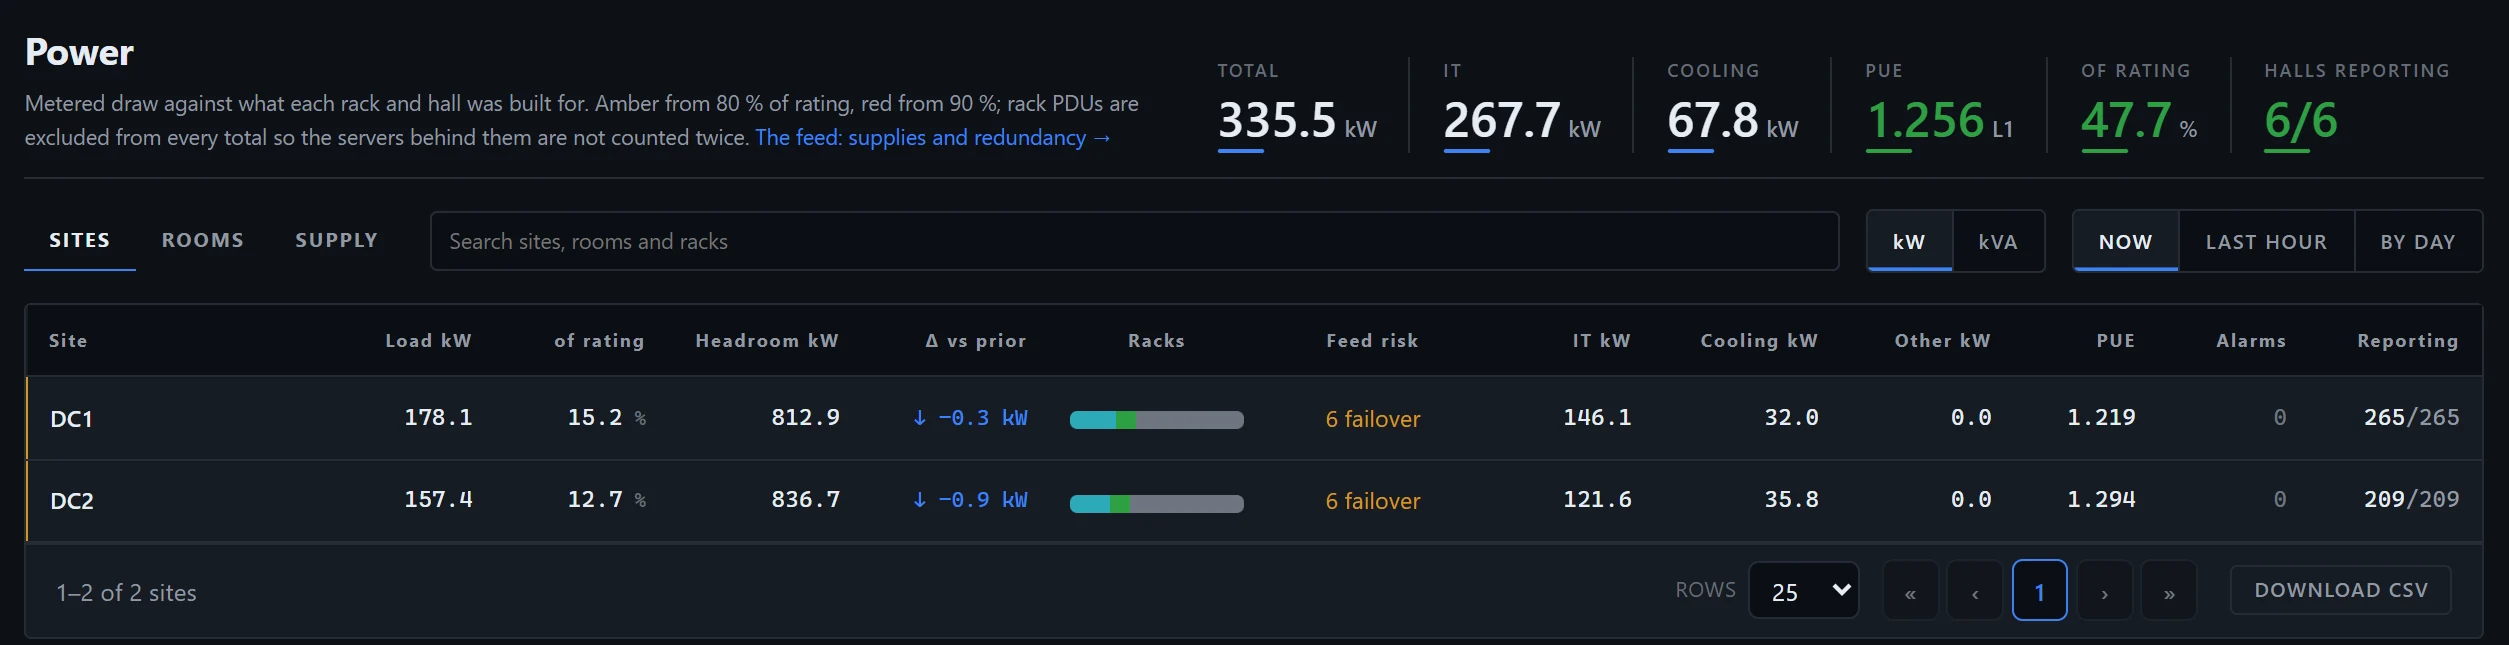 Power
Metered draw against what each rack and hall was built for. Amber from 80 % of rating, red from 90 %; rack PDUs are
excluded from every total so the servers behind them are not counted twice. The feed: supplies and redundancy →
TOTAL
335.5 kW
IT
267.7 kW
COOLING
67.8 kW
PUE
1.256 L1
OF RATING
47.7 %
HALLS REPORTING
6/6
SITES ROOMS SUPPLY Search sites, rooms and racks kW kVA NOW LAST HOUR BY DAY
Site Load kW of rating Headroom kW Δ vs prior Racks Feed risk IT kW Cooling kW Other kW PUE Alarms Reporting
DC1 178.1 15.2 % 812.9 ↓ −0.3 kW 6 failover 146.1 32.0 0.0 1.219 0 265/265
DC2 157.4 12.7 % 836.7 ↓ −0.9 kW 6 failover 121.6 35.8 0.0 1.294 0 209/209
1–2 of 2 sites ROWS 25 « ‹ 1 › » DOWNLOAD CSV